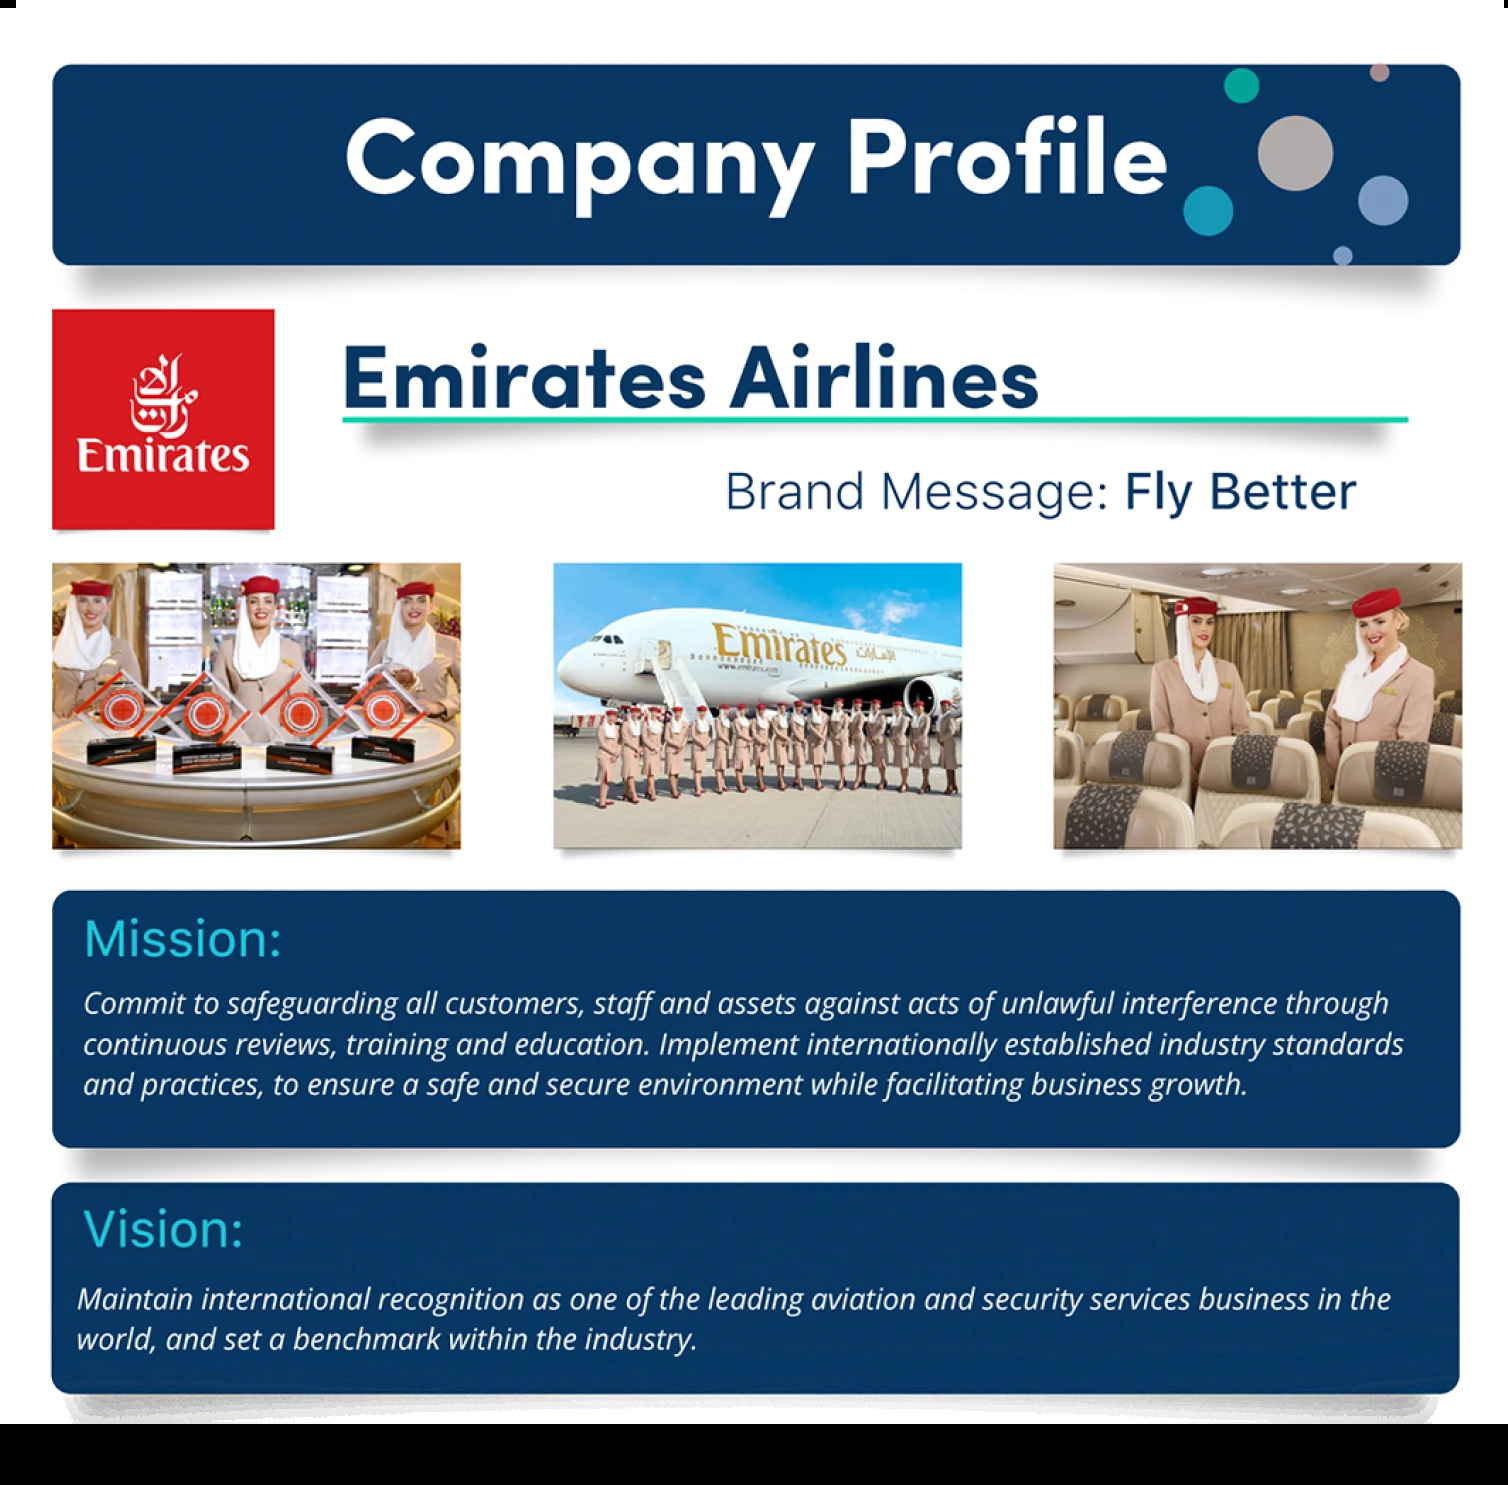 Company Profile
Emirates
Emirates Airlines
Brand Message: Fly Better
Emirates
الإمارات
Mission:
Commit to safeguarding all customers, staff and assets against acts of unlawful interference through
continuous reviews, training and education. Implement internationally established industry standards
and practices, to ensure a safe and secure environment while facilitating business growth.
Vision:
Maintain international recognition as one of the leading aviation and security services business in the
world, and set a benchmark within the industry.